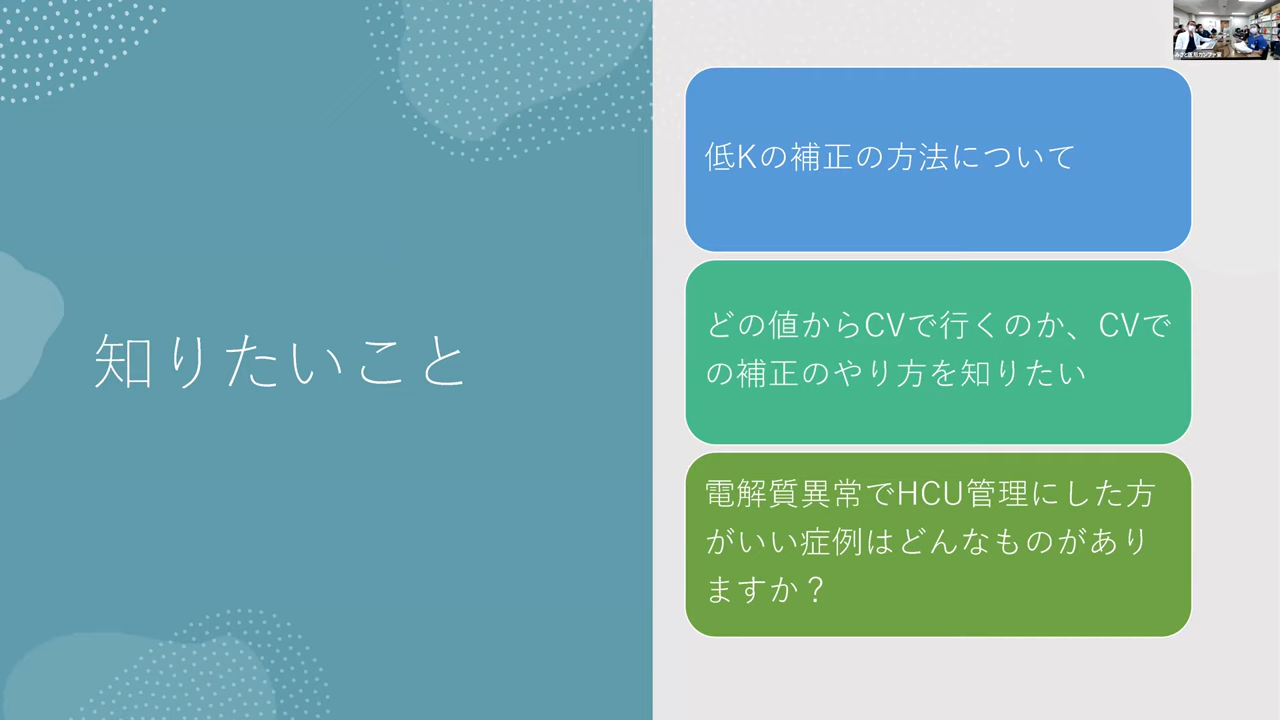 知りたいこと
低Kの補正の方法について
どの値からCVで行くのか、CVで
の補正のやり方を知りたい
電解質異常でHCU管理にした方
がいい症例はどんなものがあり
ますか？